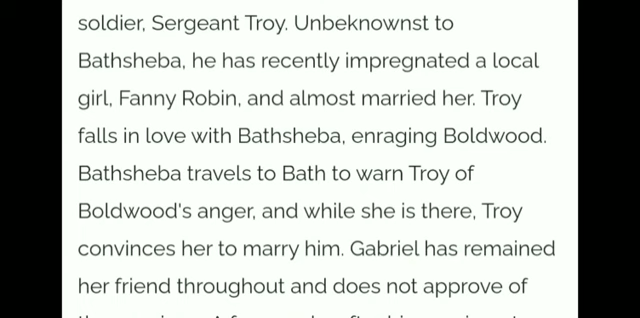 soldier, Sergeant Troy. Unbeknownst to
Bathsheba, he has recently impregnated a local
girl, Fanny Robin, and almost married her. Troy
falls in love with Bathsheba, enraging Boldwood.
Bathsheba travels to Bath to warn Troy of
Boldwood's anger, and while she is there, Troy
convinces her to marry him. Gabriel has remained
her friend throughout and does not approve of